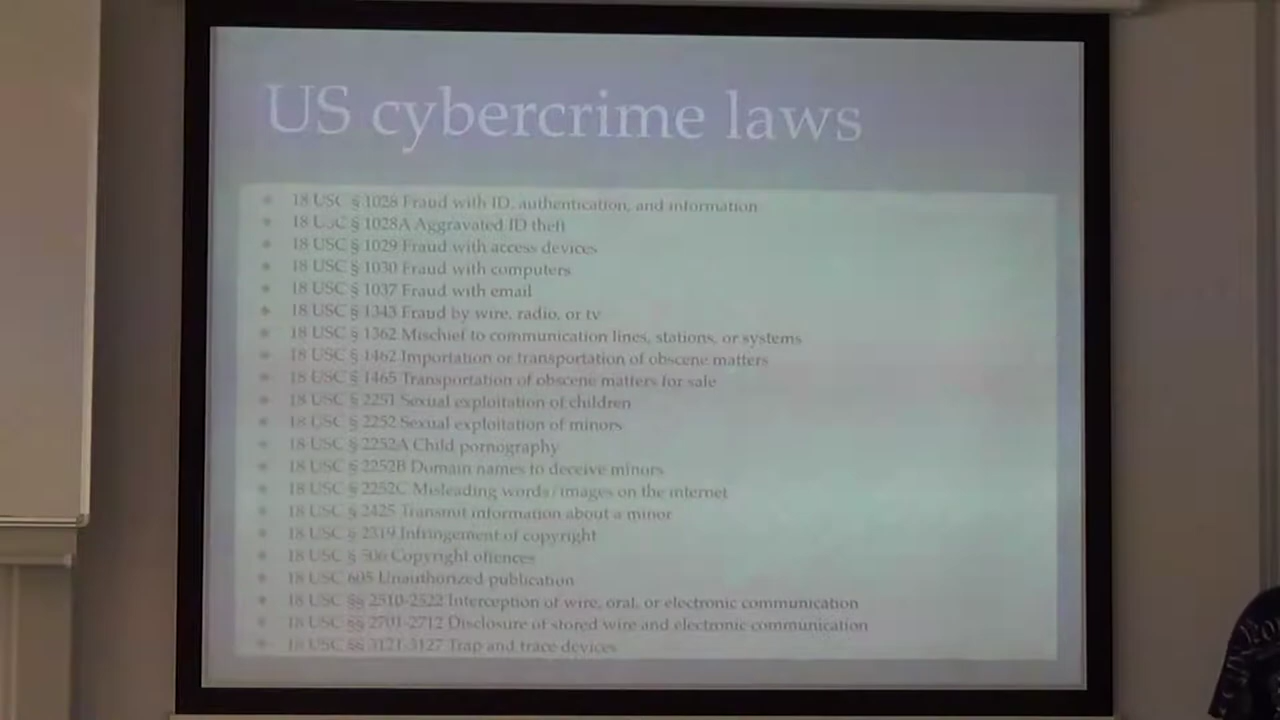 US cybercrime laws
18 USC § 1028 Fraud with ID, authentication, and information
18 USC § 1028A Aggravated ID theft
18 USC § 1029 Fraud with access devices
18 USC § 1030 Fraud with computers
18 USC § 1037 Fraud with email
18 USC § 1343 Fraud by wire, radio, or tv
18 USC § 1362 Mischief to communication lines, stations, or systems
18 USC § 1462 Importation or transportation of obscene matters
18 USC § 1465 Transportation of obscene matters for sale
18 USC § 2251 Sexual exploitation of children
18 USC § 2252 Sexual exploitation of minors
18 USC § 2252A Child pornography
18 USC § 2252B Domain names to deceive minors
18 USC § 2252C Misleading words/images on the internet
18 USC § 2425 Transmit information about a minor
18 USC § 2319 Infringement of copyright
18 USC § 506 Copyright offences
18 USC 605 Unauthorized publication
18 USC §§ 2510-2522 Interception of wire, oral, or electronic communication
18 USC §§ 2701-2712 Disclosure of stored wire and electronic communication
18 USC §§ 3121-3127 Trap and trace devices